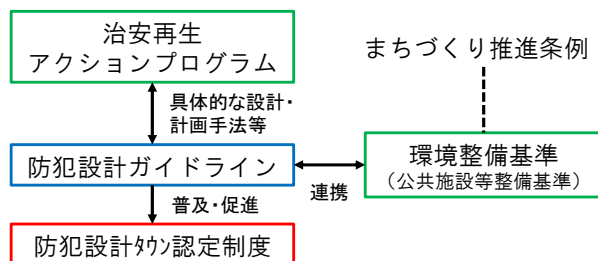 治安再生
アクションプログラム
まちづくり推進条例
具体的な設計・
計画手法等
防犯設計ガイドライン
環境整備基準
（公共施設等整備基準）
連携
普及・促進
防犯設計ﾀｳﾝ認定制度